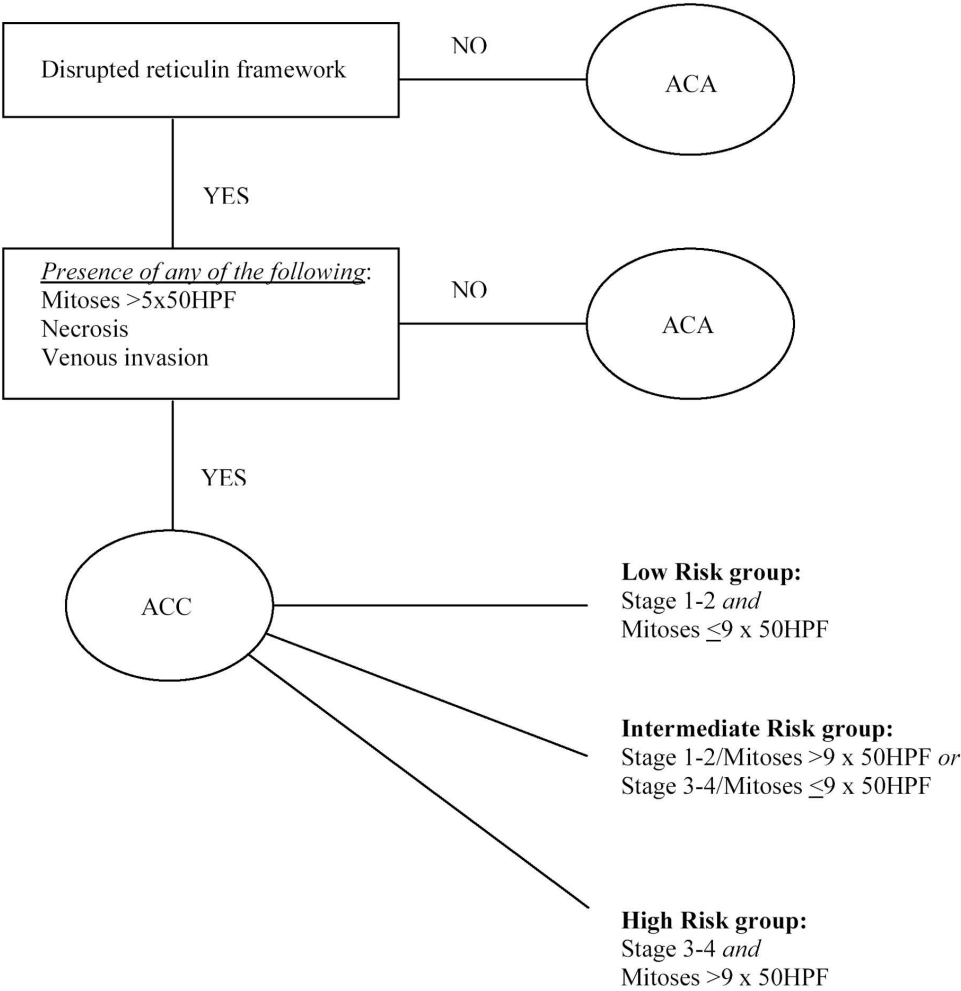 Disrupted reticulin framework
NO
ACA
YES
Presence of any of the following:
Mitoses >5x50HPF
Necrosis
Venous invasion
NO
ACA
YES
ACC
Low Risk group:
Stage 1-2 and
Mitoses ≤9 x 50HPF
Intermediate Risk group:
Stage 1-2/Mitoses >9 x 50HPF or
Stage 3-4/Mitoses ≤9 x 50HPF
High Risk group:
Stage 3-4 and
Mitoses >9 x 50HPF